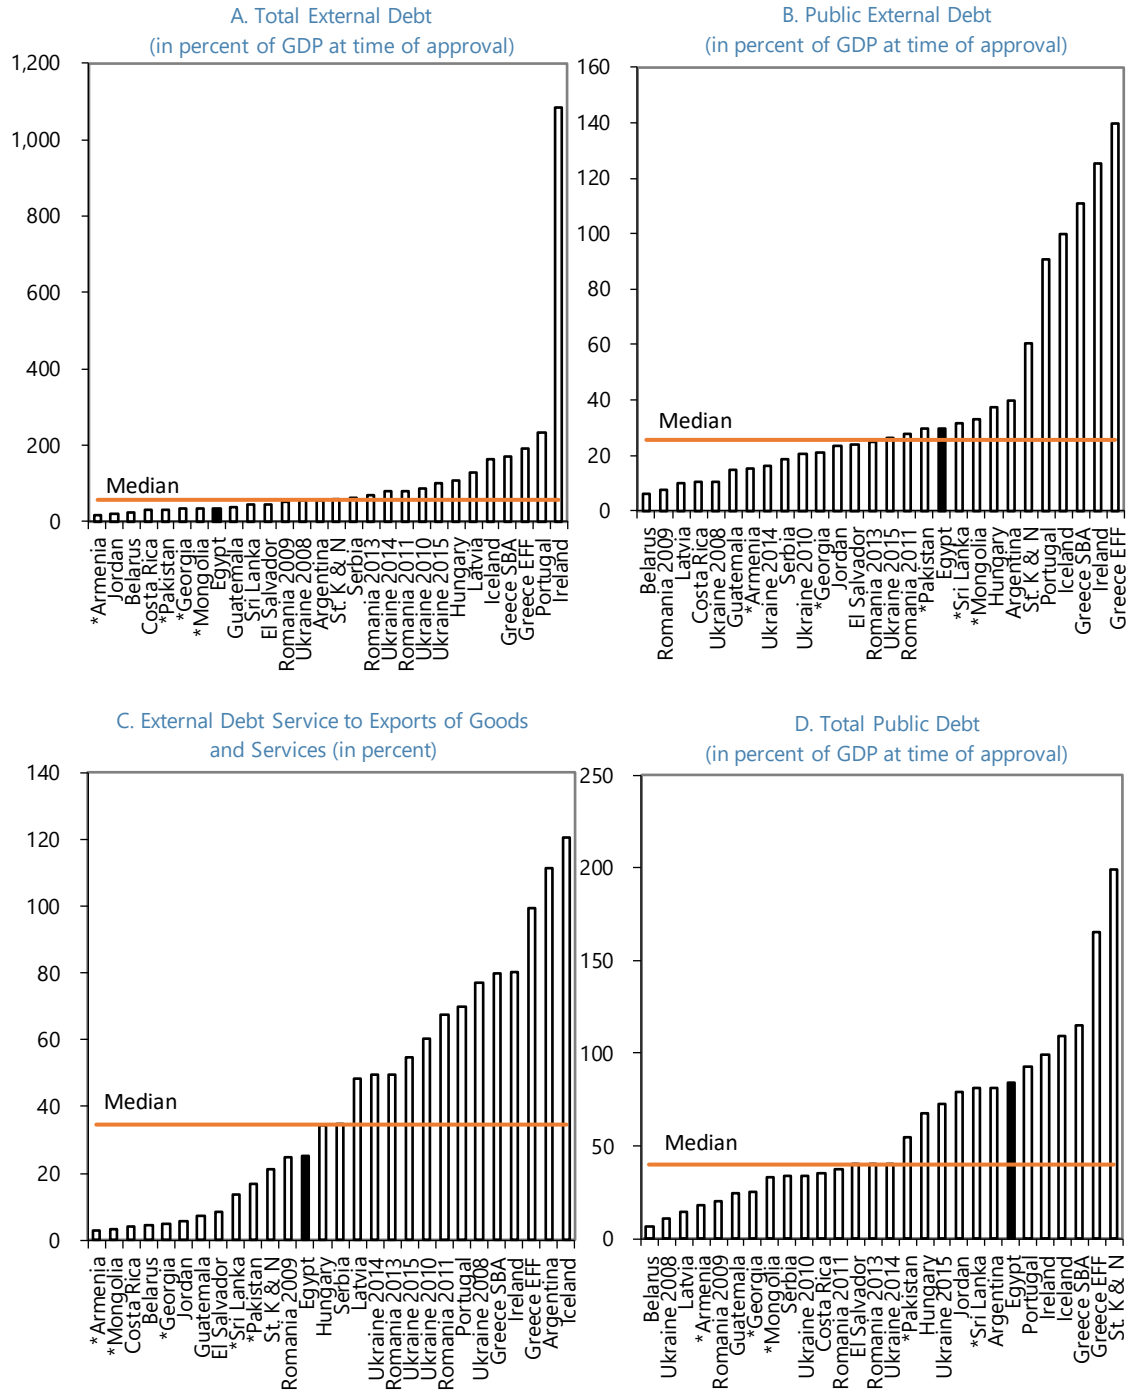 A. Total External Debt
(in percent of GDP at time of approval)
1,200
1,000
800
600
400
200
0
Median
*Armenia
Jordan
Belarus
Costa Rica
*Pakistan
*Georgia
*Mongolia
Egypt
Guatemala
Sri Lanka
El Salvador
Romania 2009
Ukraine 2008
Argentina
St. K & N
Serbia
Romania 2013
Ukraine 2014
Romania 2011
Ukraine 2010
Ukraine 2015
Hungary
Latvia
Iceland
Greece SBA
Greece EFF
Portugal
Ireland
B. Public External Debt
(in percent of GDP at time of approval)
160
140
120
100
80
60
40
20
0
Median
Belarus
Romania 2009
Latvia
Costa Rica
Ukraine 2008
Guatemala
*Armenia
Ukraine 2014
Serbia
Ukraine 2010
*Georgia
Jordan
El Salvador
Romania 2013
Ukraine 2015
Romania 2011
*Pakistan
Egypt
*Sri Lanka
*Mongolia
Hungary
Argentina
St. K & N
Portugal
Iceland
Greece SBA
Ireland
Greece EFF
C. External Debt Service to Exports of Goods
and Services (in percent)
140
120
100
80
60
40
20
0
Median
*Armenia
*Mongolia
Costa Rica
Belarus
*Georgia
Jordan
Guatemala
El Salvador
*Sri Lanka
*Pakistan
St. K & N
Romania 2009
Egypt
Hungary
Serbia
Latvia
Ukraine 2014
Romania 2013
Ukraine 2015
Ukraine 2010
Romania 2011
Portugal
Ukraine 2008
Greece SBA
Ireland
Greece EFF
Argentina
Iceland
D. Total Public Debt
(in percent of GDP at time of approval)
250
200
150
100
50
0
Median
Belarus
Ukraine 2008
Latvia
*Armenia
Romania 2009
Guatemala
*Georgia
*Mongolia
Serbia
Ukraine 2010
Costa Rica
Romania 2011
El Salvador
Romania 2013
Ukraine 2014
*Pakistan
Hungary
Ukraine 2015
Jordan
*Sri Lanka
Argentina
Egypt
Portugal
Ireland
Iceland
Greece SBA
Greece EFF
St. K & N